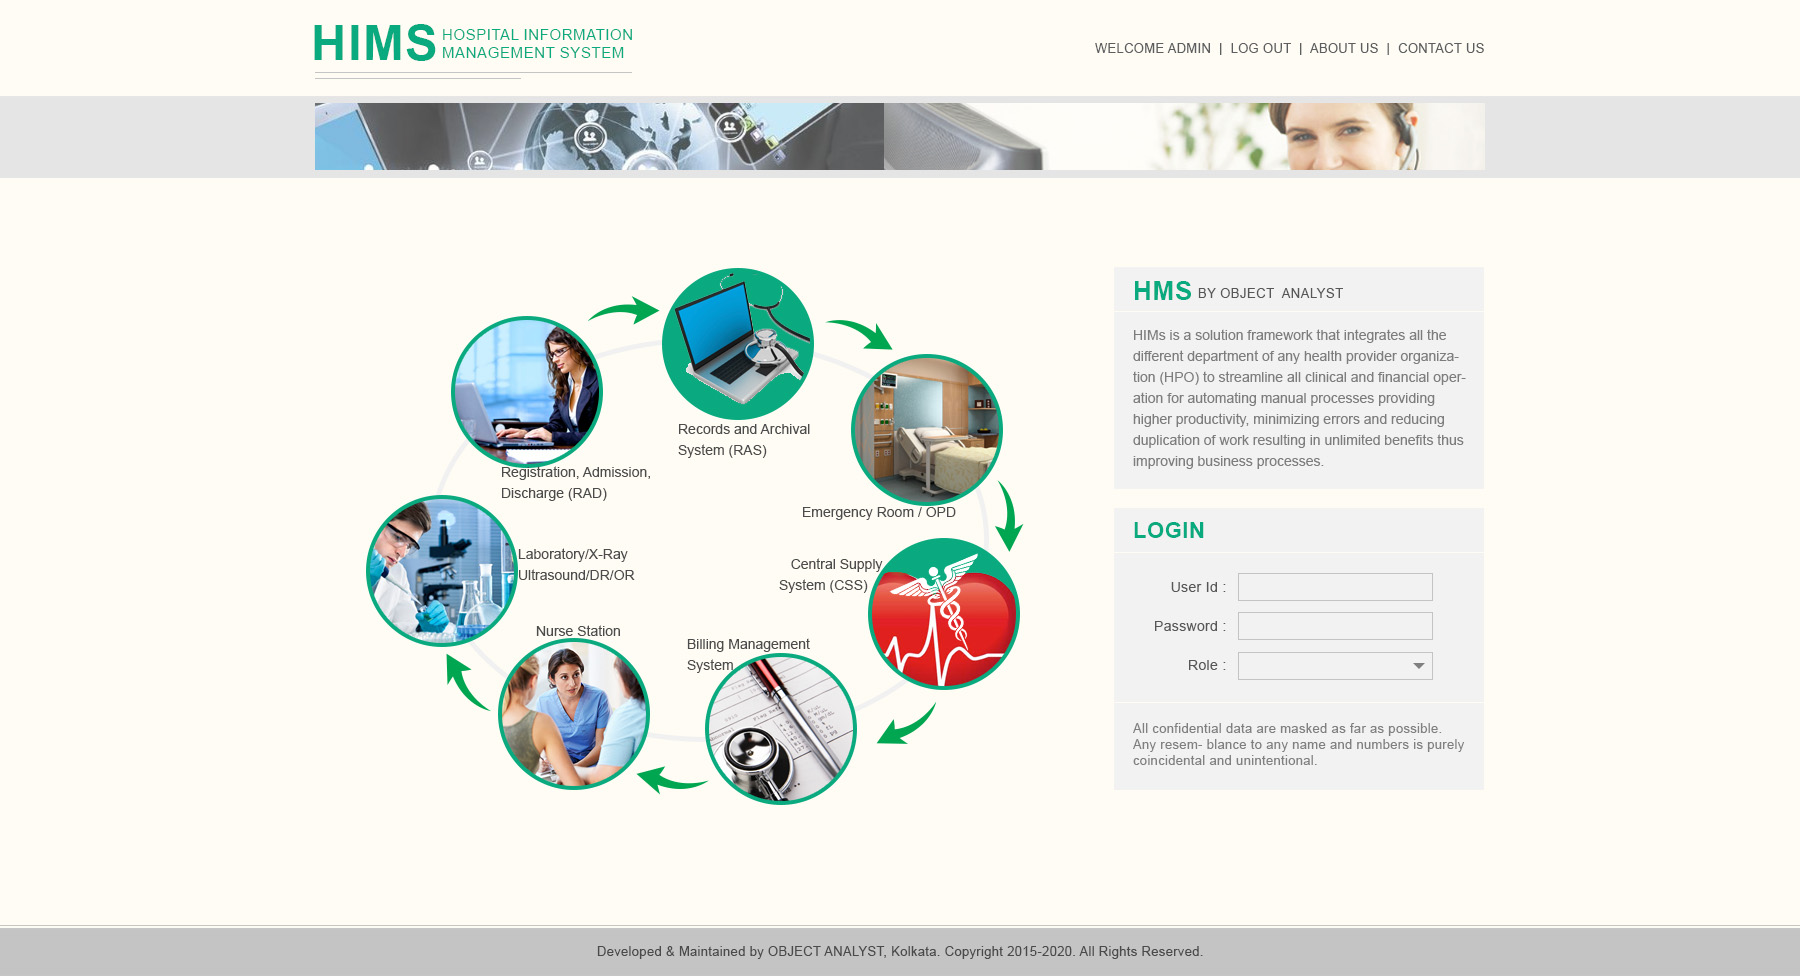 HIMS HOSPITAL INFORMATION
MANAGEMENT SYSTEM
WELCOME ADMIN | LOG OUT | ABOUT US | CONTACT US
Records and Archival
System (RAS)
Registration, Admission,
Discharge (RAD)
Emergency Room / OPD
Laboratory/X-Ray
Ultrasound/DR/OR
Central Supply
System (CSS)
Nurse Station
Billing Management
System
HMS BY OBJECT ANALYST
HIMs is a solution framework that integrates all the
different department of any health provider organiza-
tion (HPO) to streamline all clinical and financial oper-
ation for automating manual processes providing
higher productivity, minimizing errors and reducing
duplication of work resulting in unlimited benefits thus
improving business processes.
LOGIN
User Id :
Password :
Role :
All confidential data are masked as far as possible.
Any resem- blance to any name and numbers is purely
coincidental and unintentional.
Developed & Maintained by OBJECT ANALYST, Kolkata. Copyright 2015-2020. All Rights Reserved.